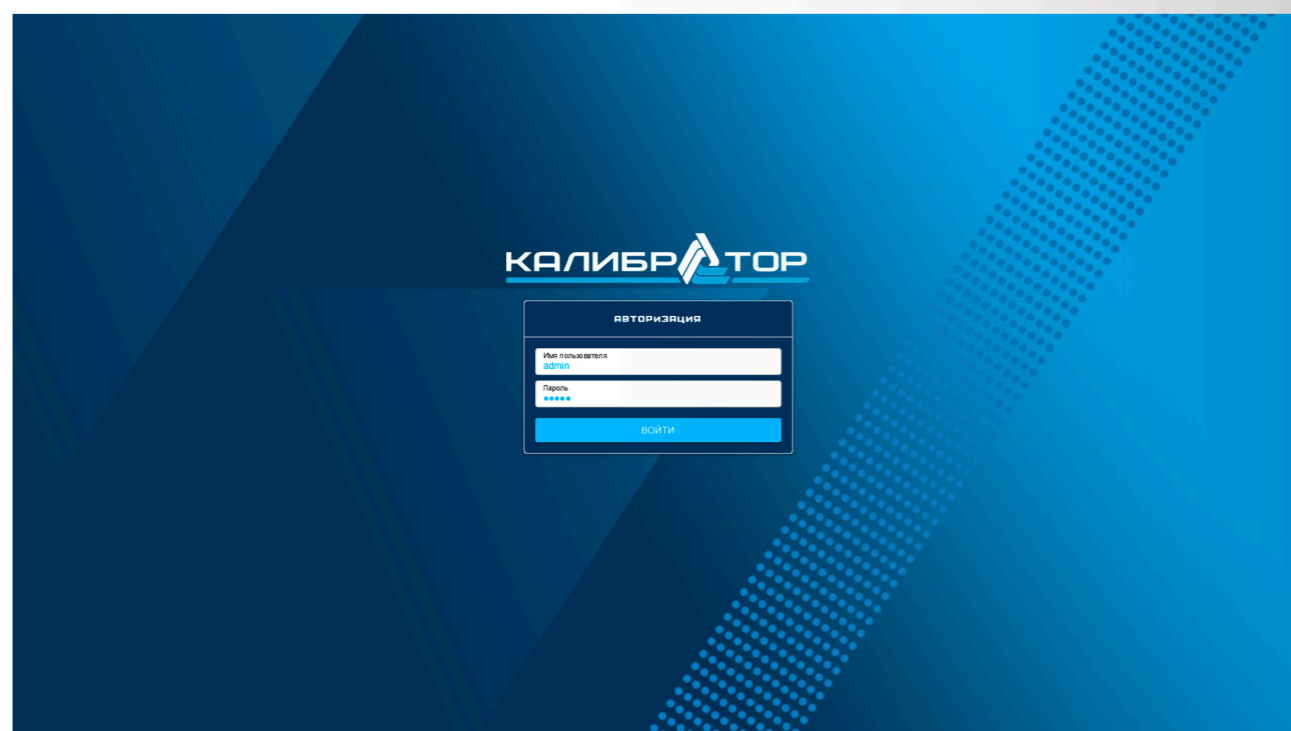 КАЛИБРАТОР
АВТОРИЗАЦИЯ
Имя пользователя
admin
Пароль
•••••
ВОЙТИ